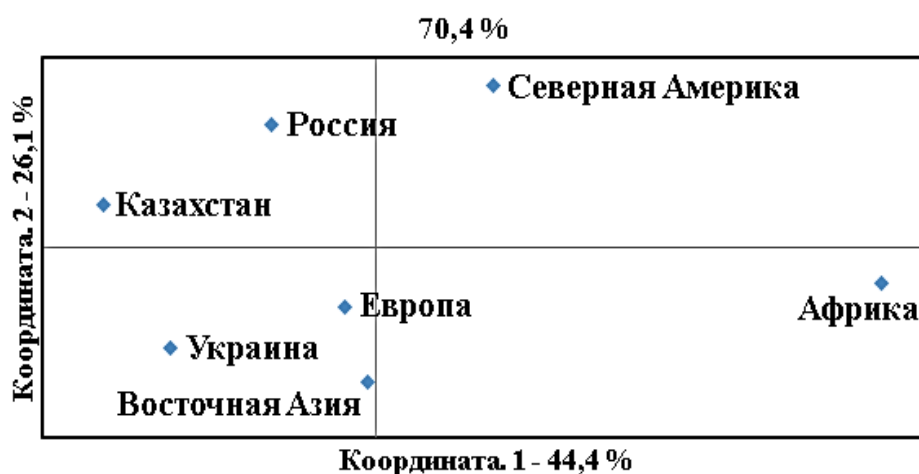 70,4 %
Северная Америка
Россия
Казахстан
Координата. 2 - 26,1 %
Европа
Африка
Украина
Восточная Азия
Координата. 1 - 44,4 %